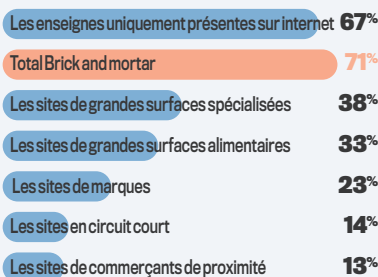 Les enseignes uniquement présentes sur internet 67%
Total Brick and mortar 71%
Les sites de grandes surfaces spécialisées 38%
Les sites de grandes surfaces alimentaires 33%
Les sites de marques 23%
Les sites en circuit court 14%
Les sites de commerçants de proximité 13%